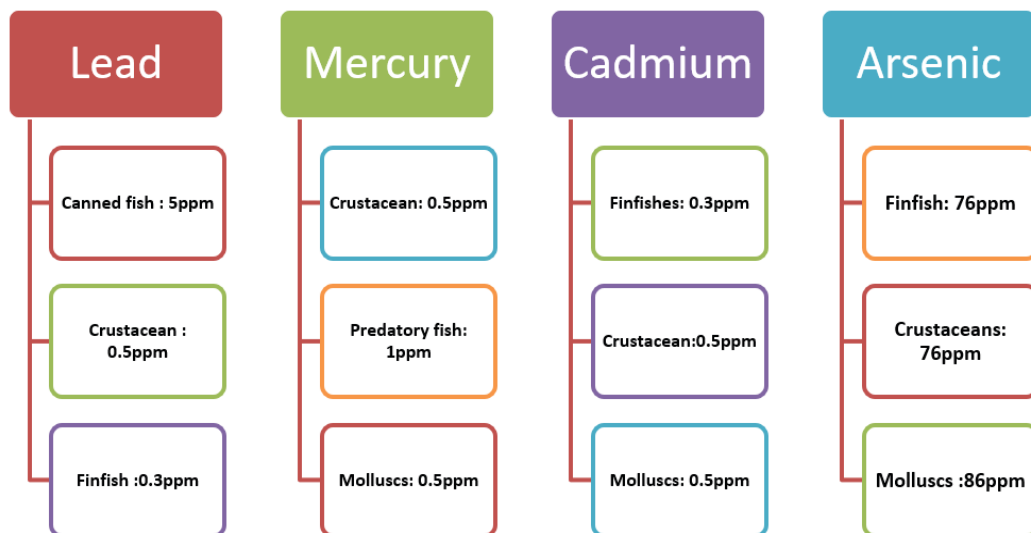 Lead
Canned fish : 5ppm
Crustacean :
0.5ppm
Finfish :0.3ppm
Mercury
Crustacean: 0.5ppm
Predatory fish:
1ppm
Molluscs: 0.5ppm
Cadmium
Finfishes: 0.3ppm
Crustacean:0.5ppm
Molluscs: 0.5ppm
Arsenic
Finfish: 76ppm
Crustaceans:
76ppm
Molluscs :86ppm